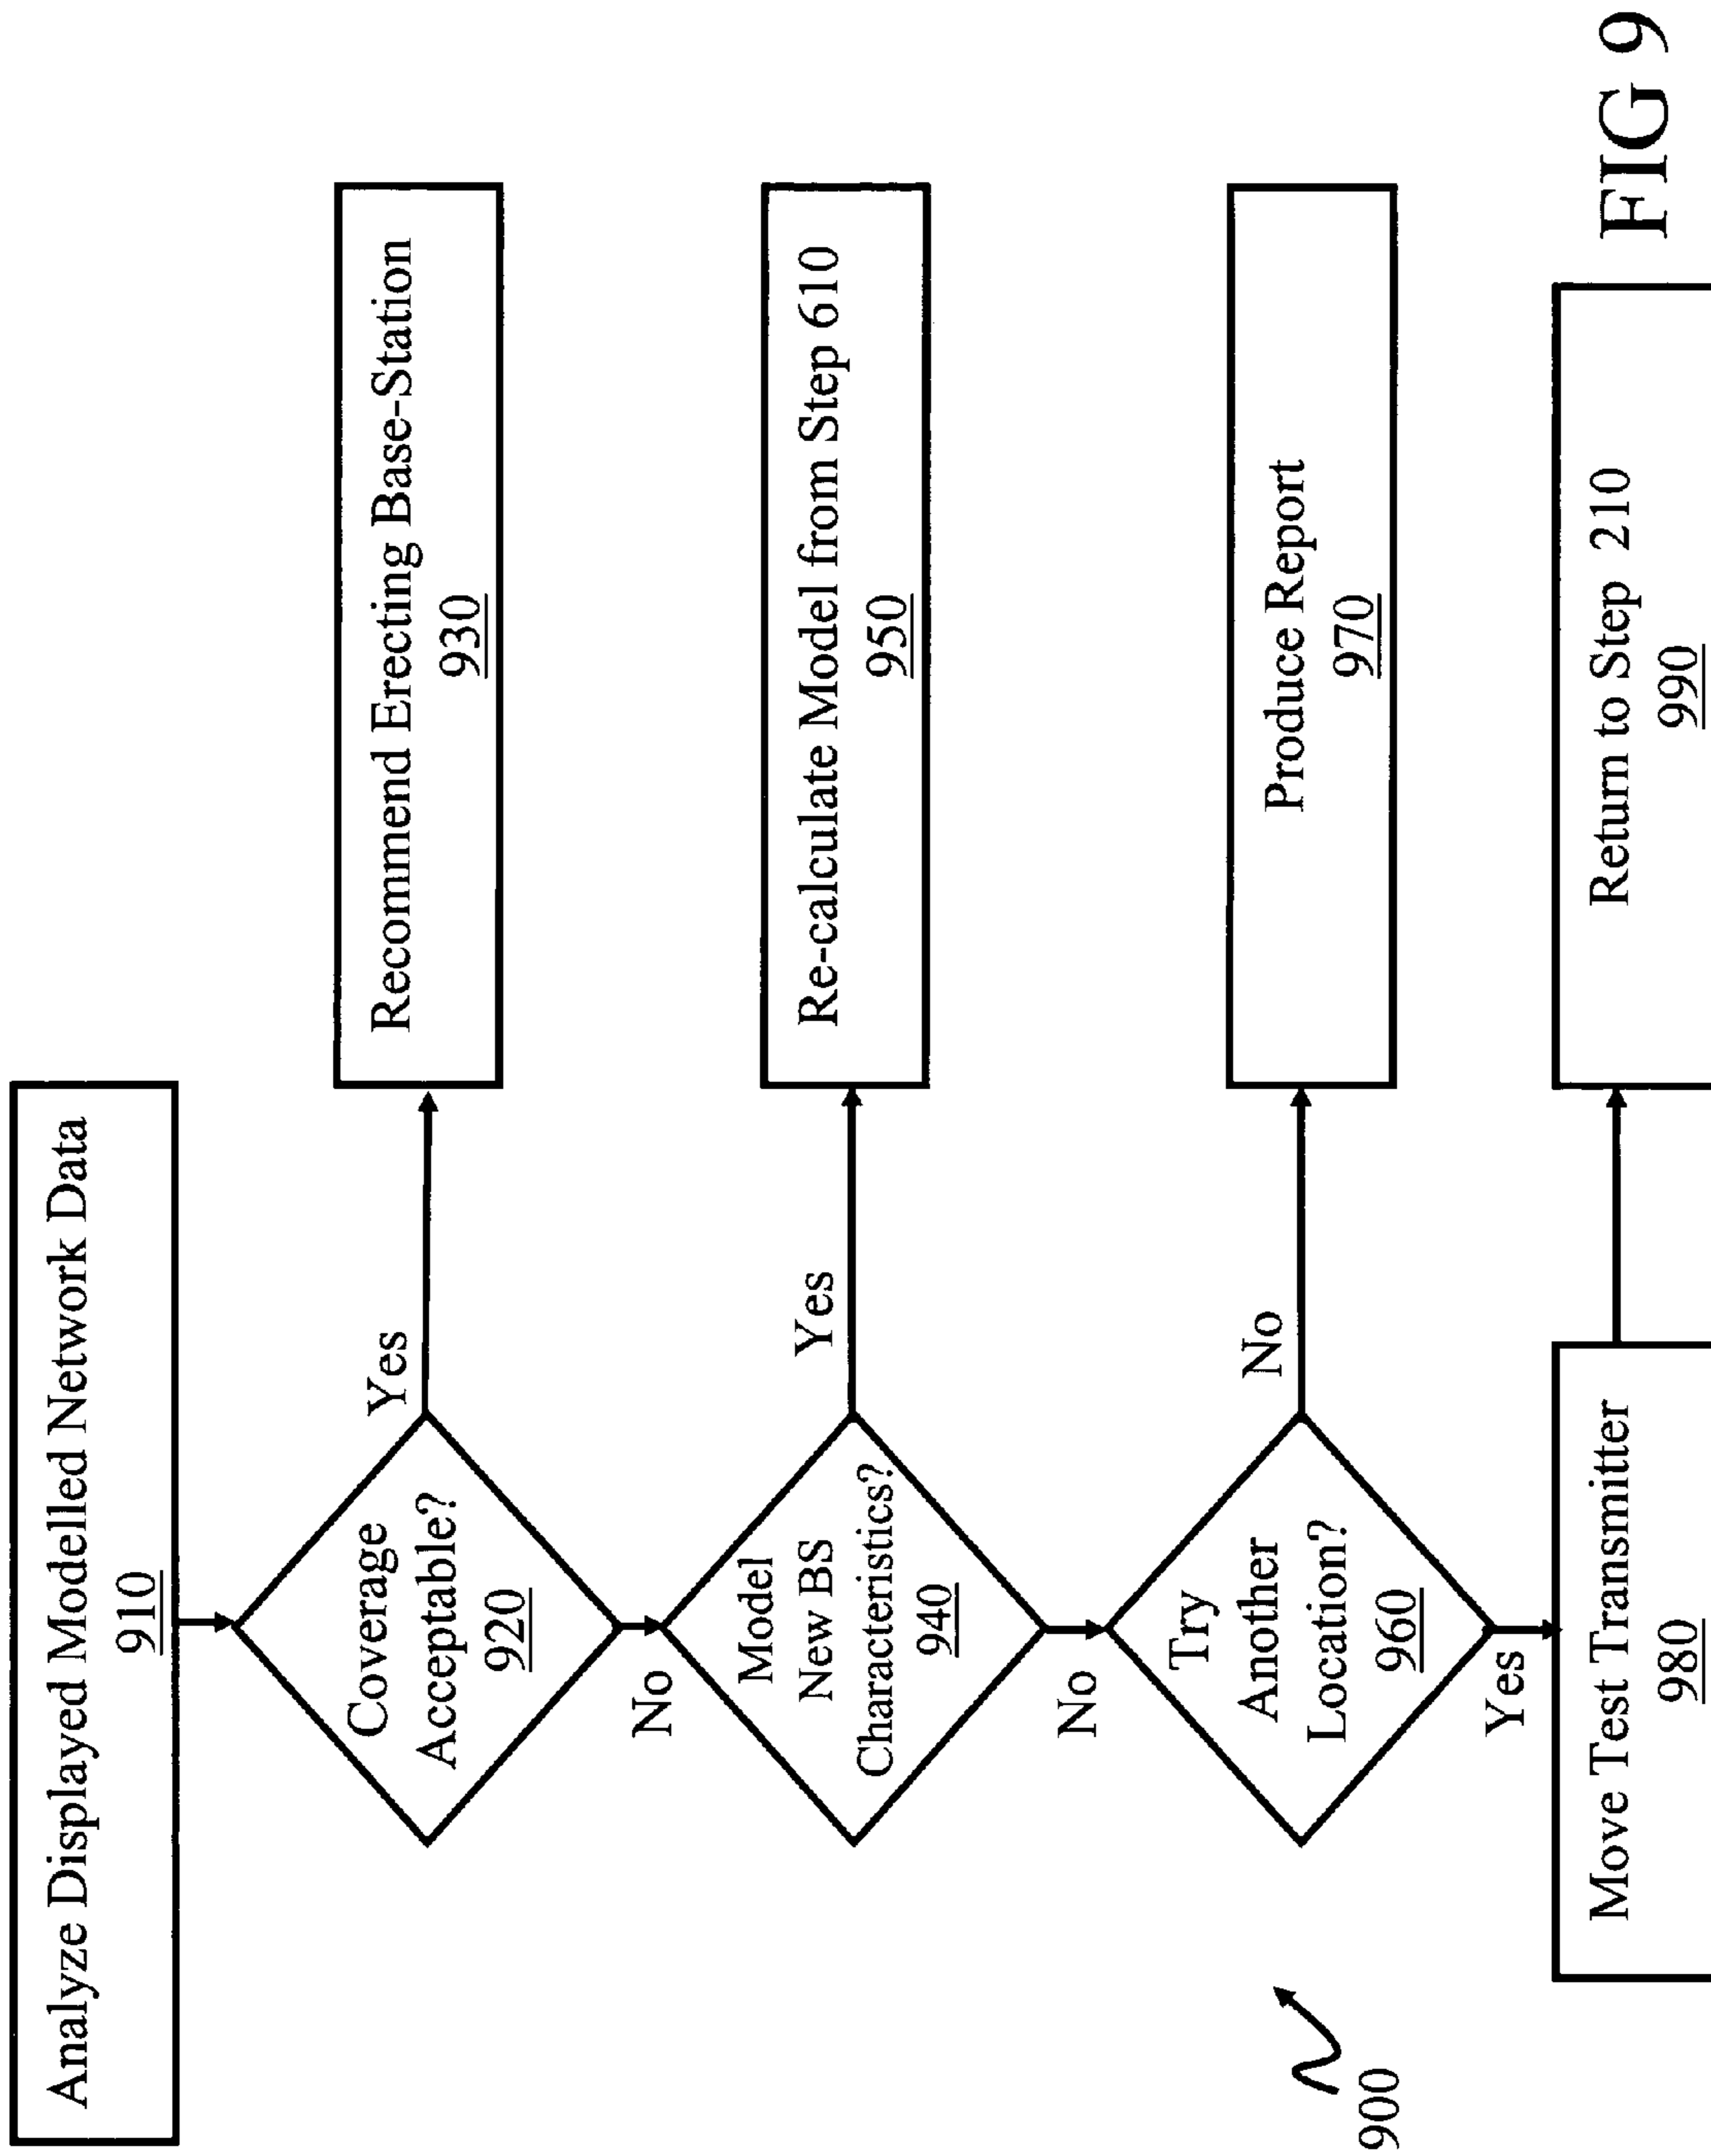 Analyze Displayed Modelled Network Data
910
Coverage
Acceptable?
920
Yes
Recommend Erecting Base-Station
930
No
Model
New BS
Characteristics?
940
Yes
Re-calculate Model from Step 610
950
No
Try
Another
Location?
960
No
Produce Report
970
Yes
Move Test Transmitter
980
Return to Step 210
990
900
FIG 9